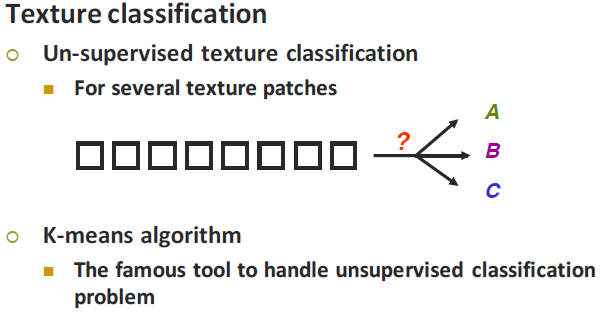 Texture classification
Un-supervised texture classification
For several texture patches
A
?
B
C
K-means algorithm
The famous tool to handle unsupervised classification
problem